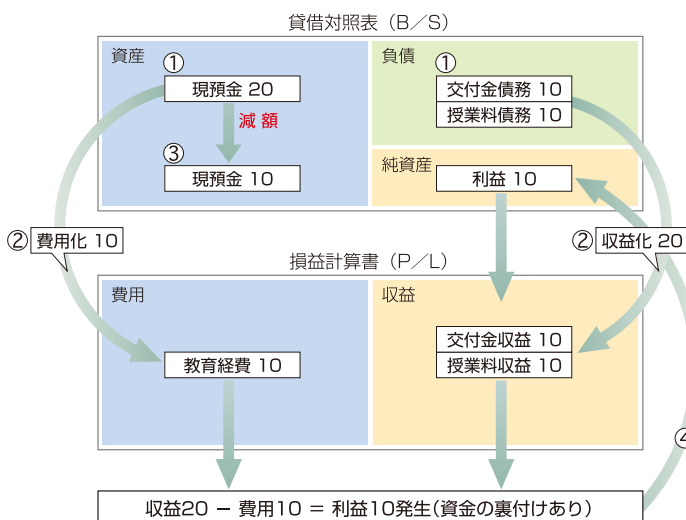 貸借対照表（B／S）
資産
負債
①
①
現預金 20
交付金債務 10
授業料債務 10
減 額
③
現預金 10
純資産
利益 10
②
費用化 10
②
収益化 20
損益計算書（P／L）
費用
収益
教育経費 10
交付金収益 10
授業料収益 10
④
収益20 － 費用10 ＝ 利益10発生（資金の裏付けあり）